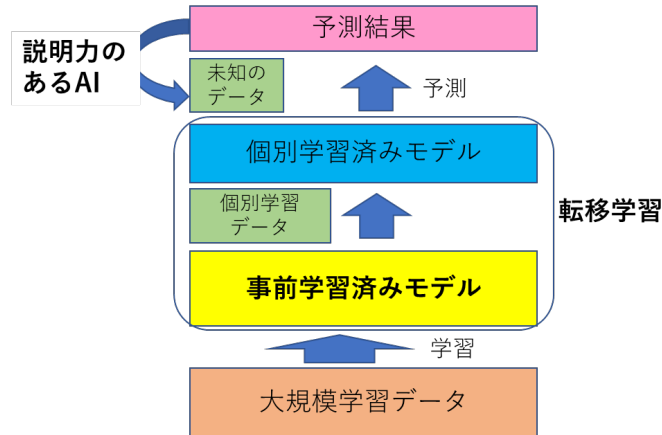 予測結果
説明力の
あるAI
未知の
データ
予測
個別学習済みモデル
個別学習
データ
転移学習
事前学習済みモデル
学習
大規模学習データ